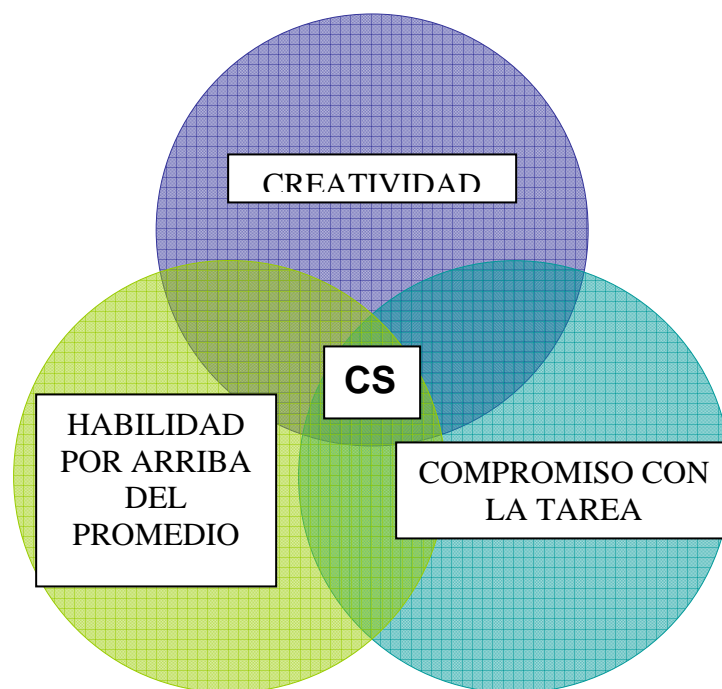 CREATIVIDAD
CS
HABILIDAD
POR ARRIBA
DEL
PROMEDIO
COMPROMISO CON
LA TAREA